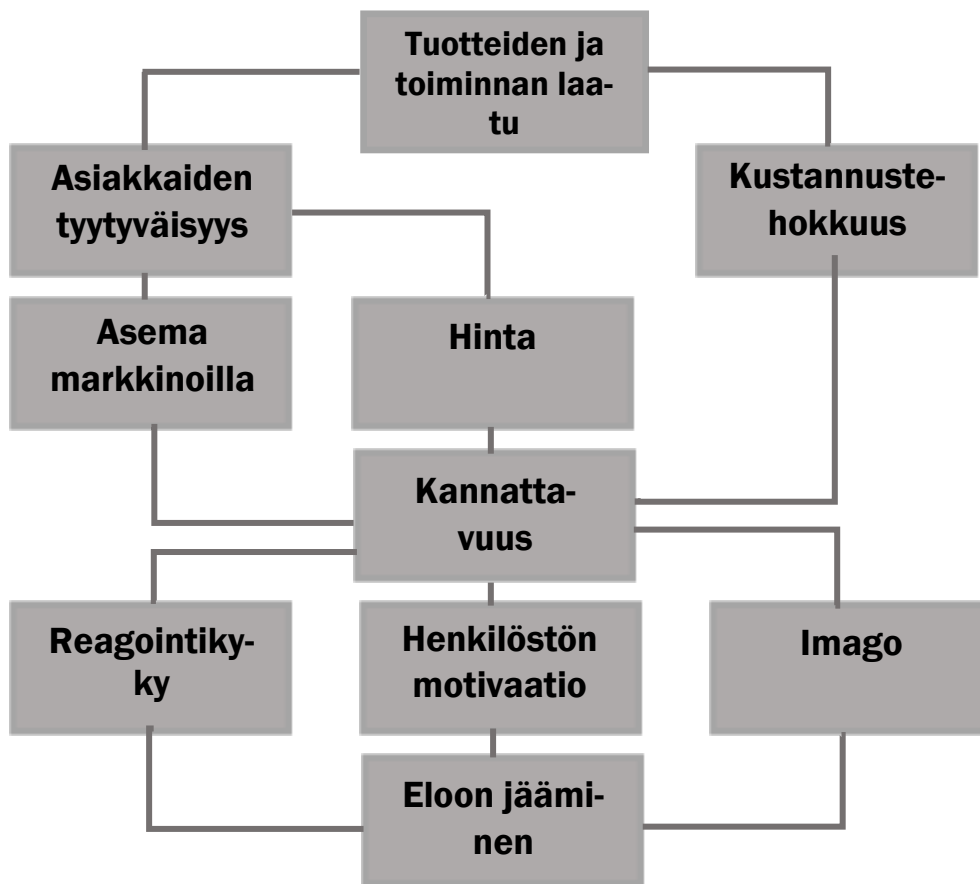 Tuotteiden ja
toiminnan laa-
tu
Asiakkaiden
tyytyväisyys
Kustannuste-
hokkuus
Asema
markkinoilla
Hinta
Kannatta-
vuus
Reagointiky-
ky
Henkilöstön
motivaatio
Imago
Eloon jäämi-
nen